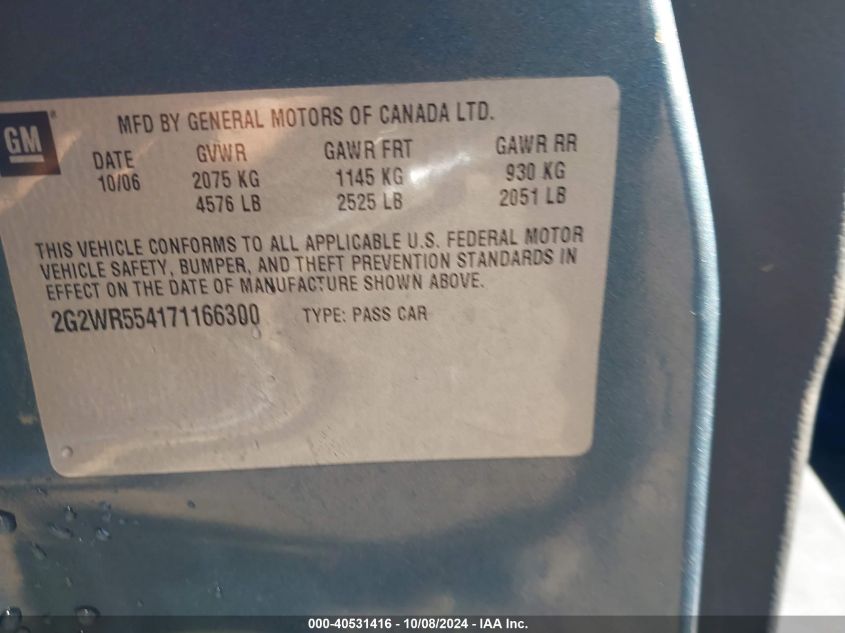 GM
MFD BY GENERAL MOTORS OF CANADA LTD.
DATE GVWR GAWR FRT GAWR RR
10/06 2075 KG 1145 KG 930 KG
4576 LB 2525 LB 2051 LB
THIS VEHICLE CONFORMS TO ALL APPLICABLE U.S. FEDERAL MOTOR
VEHICLE SAFETY, BUMPER, AND THEFT PREVENTION STANDARDS IN
EFFECT ON THE DATE OF MANUFACTURE SHOWN ABOVE.
2G2WR554171166300 TYPE: PASS CAR
000-40531416 - 10/08/2024 - IAA Inc.